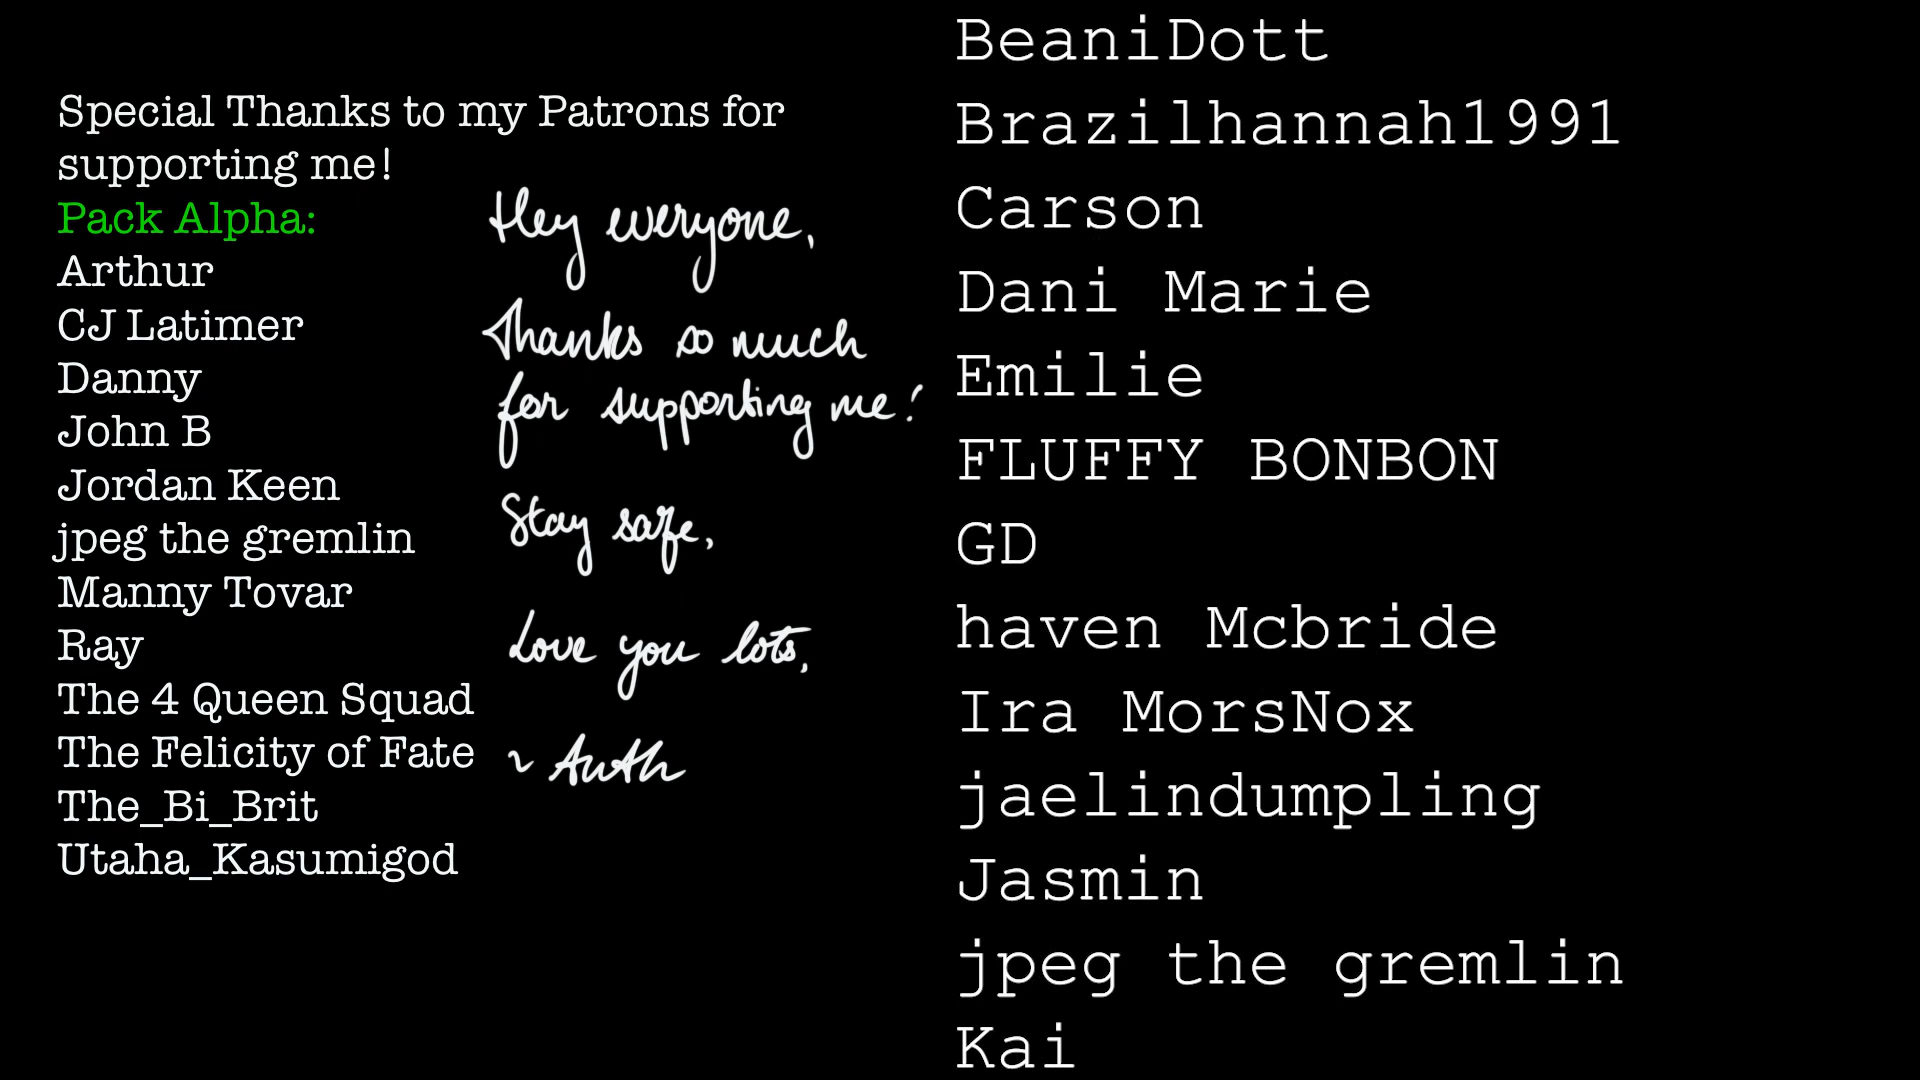 Special Thanks to my Patrons for
supporting me!
Pack Alpha:
Arthur
CJ Latimer
Danny
John B
Jordan Keen
jpeg the gremlin
Manny Tovar
Ray
The 4 Queen Squad
The Felicity of Fate
The_Bi_Brit
Utaha_Kasumigod
Hey everyone,
Thanks so much
for supporting me!
Stay safe,
Love you lots,
~ Auth
BeaniDott
Brazilhannah1991
Carson
Dani Marie
Emilie
FLUFFY BONBON
GD
haven Mcbride
Ira MorsNox
jaelindumpling
Jasmin
jpeg the gremlin
Kai